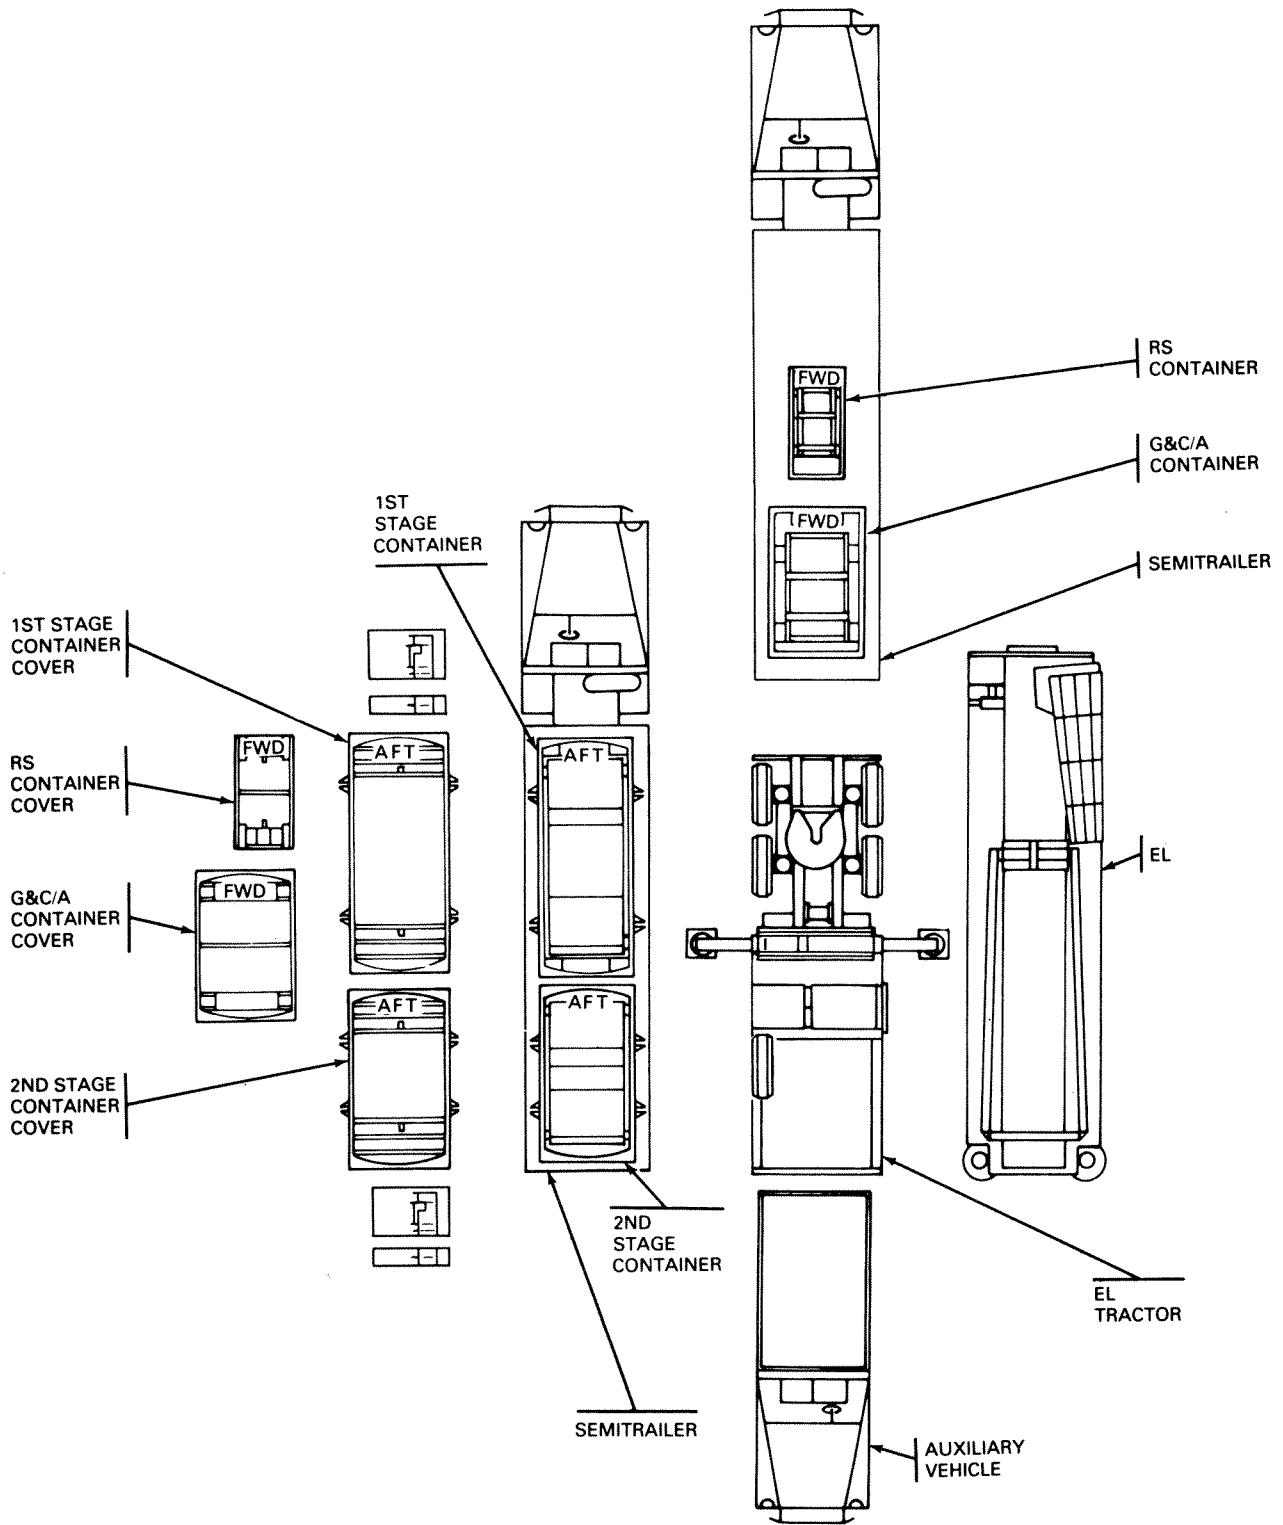 RS
CONTAINER
FWD
G&C/A
CONTAINER
FWD
SEMITRAILER
1ST
STAGE
CONTAINER
1ST STAGE
CONTAINER
COVER
RS
CONTAINER
COVER
FWD
AFT
AFT
EL
G&C/A
CONTAINER
COVER
FWD
AFT
AFT
2ND STAGE
CONTAINER
COVER
2ND
STAGE
CONTAINER
EL
TRACTOR
SEMITRAILER
AUXILIARY
VEHICLE